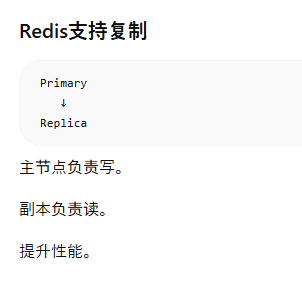 Redis支持复制
Primary
↓
Replica
主节点负责写。
副本负责读。
提升性能。